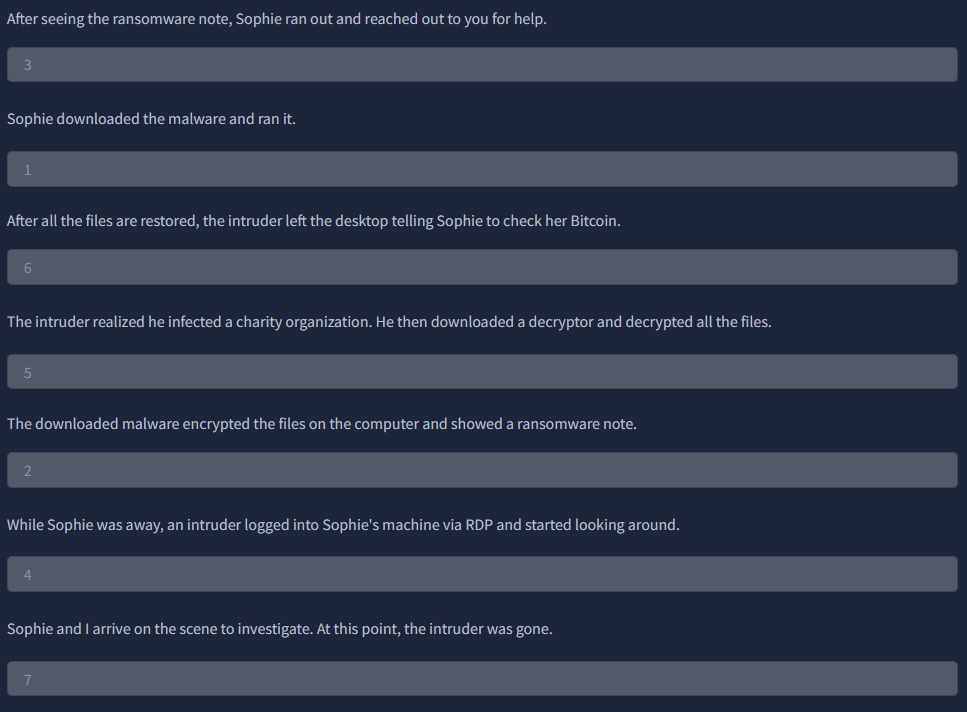 After seeing the ransomware note, Sophie ran out and reached out to you for help.
3
Sophie downloaded the malware and ran it.
1
After all the files are restored, the intruder left the desktop telling Sophie to check her Bitcoin.
6
The intruder realized he infected a charity organization. He then downloaded a decryptor and decrypted all the files.
5
The downloaded malware encrypted the files on the computer and showed a ransomware note.
2
While Sophie was away, an intruder logged into Sophie's machine via RDP and started looking around.
4
Sophie and I arrive on the scene to investigate. At this point, the intruder was gone.
7